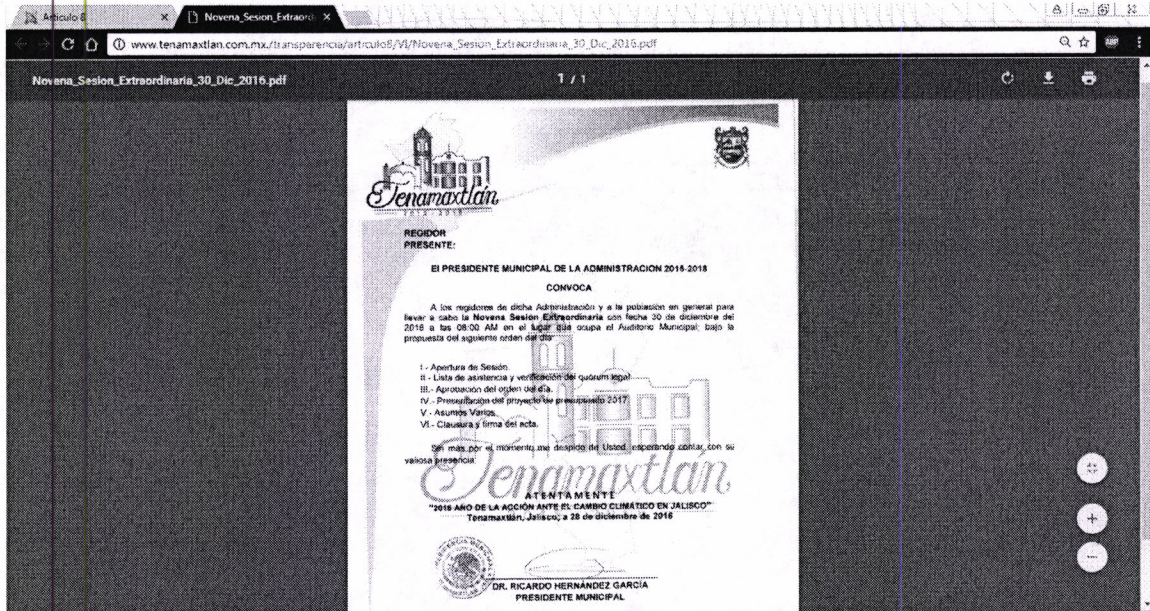 Artículo 8
Novena_Sesion_Extraord
www.tenamaxtlan.com.mx./transparencia/articulo8/VI/Novena_Sesion_Extraordinaria_30_Dic_2016.pdf
Novena_Sesion_Extraordinaria_30_Dic_2016.pdf
1 / 1
Tenamaxtlán
REGIDOR
PRESENTE:
El PRESIDENTE MUNICIPAL DE LA ADMINISTRACION 2015-2018
CONVOCA
A los regidores de dicha Administración y a la población en general para
llevar a cabo la Novena Sesión Extraordinaria con fecha 30 de diciembre del
2016 a las 08:00 AM en el lugar que ocupa el Auditorio Municipal; bajo la
propuesta del siguiente orden del día:
I.- Apertura de Sesión.
II.- Lista de asistencia y verificación del quórum legal
III.- Aprobación del orden del día.
IV.- Presentación del proyecto de presupuesto 2017
V.- Asuntos Varios.
VI.- Clausura y firma del acta.
Sin más por el momento me despido de Usted, esperando contar con su
valiosa presencia.
Tenamaxtlán
ATENTAMENTE
"2016 AÑO DE LA ACCIÓN ANTE EL CAMBIO CLIMÁTICO EN JALISCO"
Tenamaxtlán, Jalisco; a 28 de diciembre de 2016
DR. RICARDO HERNÁNDEZ GARCÍA
PRESIDENTE MUNICIPAL